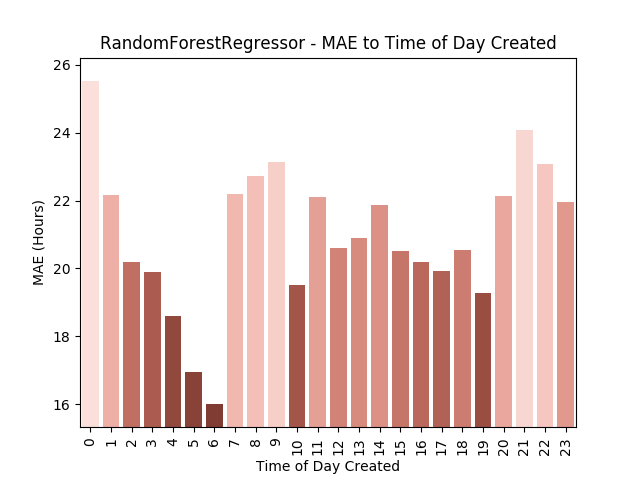 RandomForestRegressor - MAE to Time of Day Created
MAE (Hours)
26
24
22
20
18
16
0 1 2 3 4 5 6 7 8 9 10 11 12 13 14 15 16 17 18 19 20 21 22 23
Time of Day Created